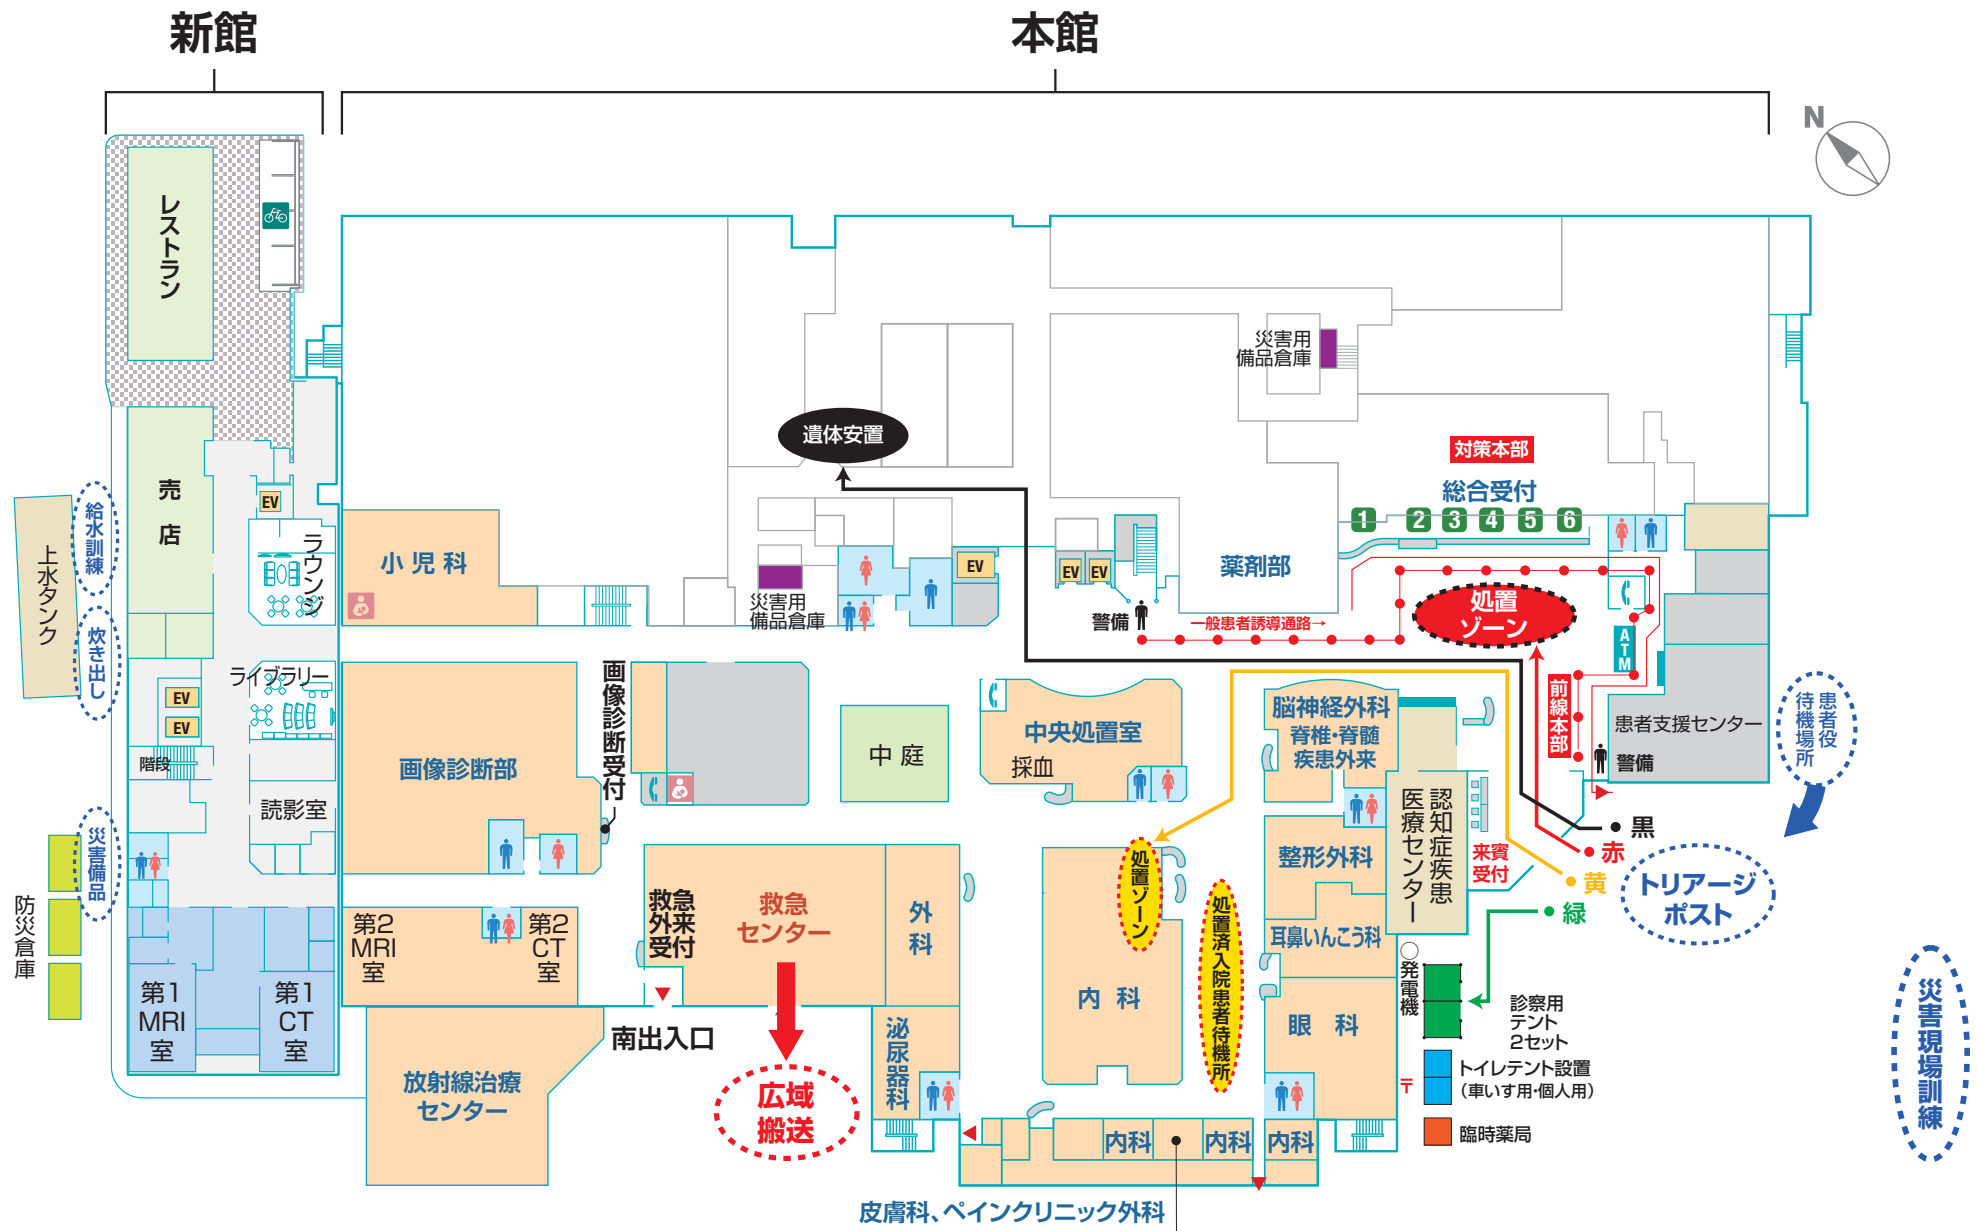 新館
本館
N
レストラン
売店
EV
ラウンジ
給水訓練
上水タンク
炊き出し
ライブラリー
EV
EV
階段
読影室
災害備品
防災倉庫
第1
MRI
室
第1
CT
室
小児科
災害用
備品倉庫
EV
遺体安置
災害用
備品倉庫
対策本部
総合受付
1
2
3
4
5
6
EV
EV
薬剤部
警備
一般患者誘導通路→
処置
ゾーン
ATM
前線本部
患者支援センター
警備
患者役
待機場所
画像診断部
画像診断受付
中庭
中央処置室
採血
脳神経外科
脊椎・脊髄
疾患外来
認知症疾患
医療センター
整形外科
来賓
受付
黒
赤
黄
緑
トリアージ
ポスト
第2
MRI
室
第2
CT
室
救急
外来
受付
救急
センター
外科
処置ゾーン
処置済入院患者待機所
耳鼻いんこう科
発電機
内科
眼科
診察用
テント
2セット
トイレテント設置
(車いす用・個人用)
〒
臨時薬局
災害現場訓練
南出入口
放射線治療
センター
広域
搬送
泌尿器科
内科
内科
内科
皮膚科、ペインクリニック外科